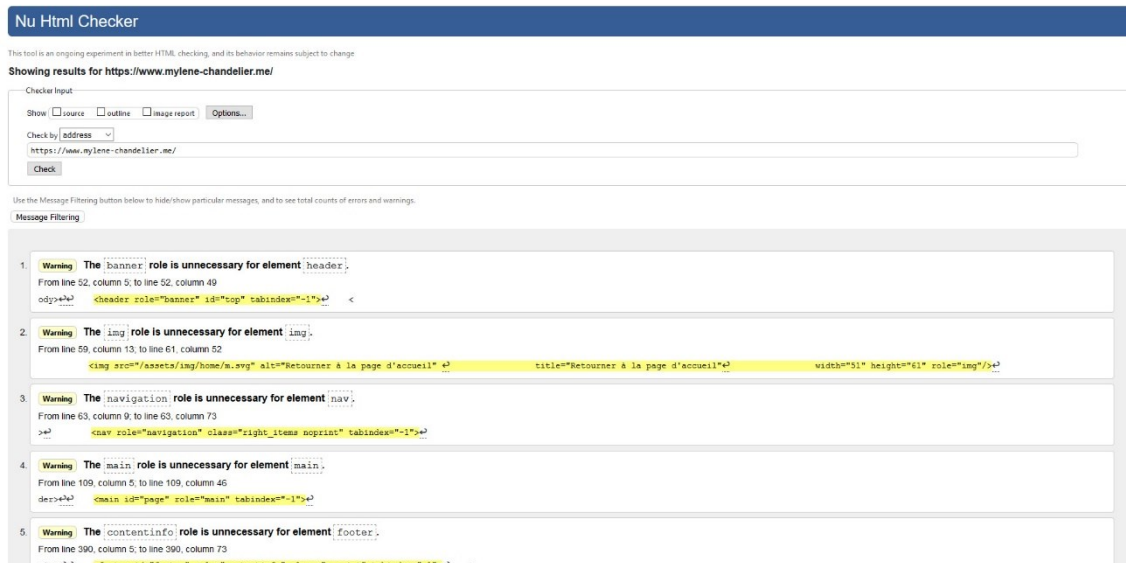 Nu Html Checker
This tool is an ongoing experiment in better HTML checking, and its behavior remains subject to change
Showing results for https://www.mylene-chandelier.me/
Checker Input
Show source outline image report Options...
Check by address
https://www.mylene-chandelier.me/
Check
Use the Message Filtering button below to hide/show particular messages, and to see total counts of errors and warnings.
Message Filtering
1. Warning The banner role is unnecessary for element header.
From line 52, column 5; to line 52, column 49
ody>↩↩ <header role="banner" id="top" tabindex="-1">↩ <
2. Warning The img role is unnecessary for element img.
From line 59, column 13; to line 61, column 52
<img src="/assets/img/home/m.svg" alt="Retourner à la page d'accueil" ↩ title="Retourner à la page d'accueil"↩ width="51" height="61" role="img"/>↩
3. Warning The navigation role is unnecessary for element nav.
From line 63, column 9; to line 63, column 73
>↩ <nav role="navigation" class="right_items noprint" tabindex="-1">↩
4. Warning The main role is unnecessary for element main.
From line 109, column 5; to line 109, column 46
der>↩↩ <main id="page" role="main" tabindex="-1">↩
5. Warning The contentinfo role is unnecessary for element footer.
From line 390, column 5; to line 390, column 73